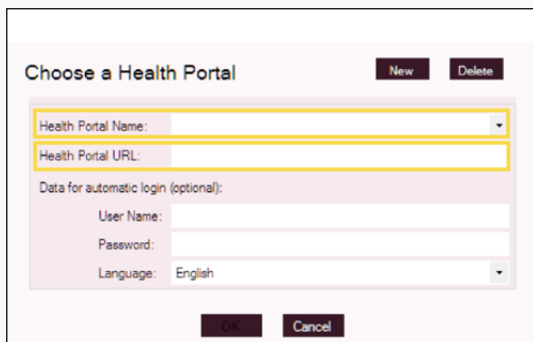 Choose a Health Portal
New
Delete
Health Portal Name:
Health Portal URL:
Data for automatic login (optional):
User Name:
Password:
Language: English
OK
Cancel